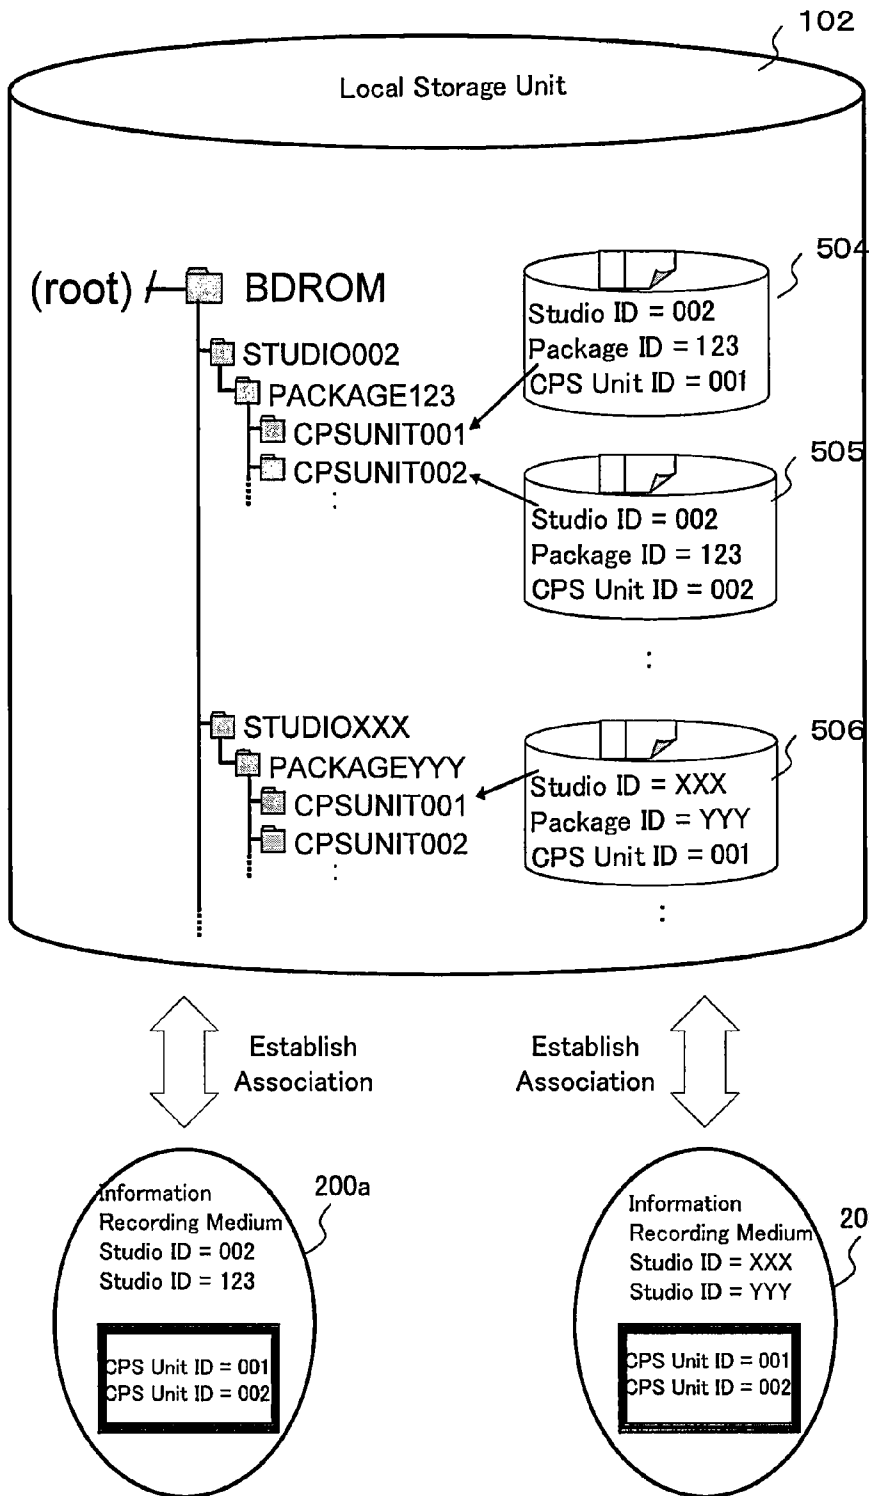 102
Local Storage Unit
(root) / BDROM
STUDIO002
PACKAGE123
CPSUNIT001
CPSUNIT002
:
504
Studio ID = 002
Package ID = 123
CPS Unit ID = 001
505
Studio ID = 002
Package ID = 123
CPS Unit ID = 002
:
STUDIOXXX
PACKAGEYYY
CPSUNIT001
CPSUNIT002
:
506
Studio ID = XXX
Package ID = YYY
CPS Unit ID = 001
:
Establish
Association
Establish
Association
200a
Information
Recording Medium
Studio ID = 002
Studio ID = 123
CPS Unit ID = 001
CPS Unit ID = 002
20
Information
Recording Medium
Studio ID = XXX
Studio ID = YYY
CPS Unit ID = 001
CPS Unit ID = 002